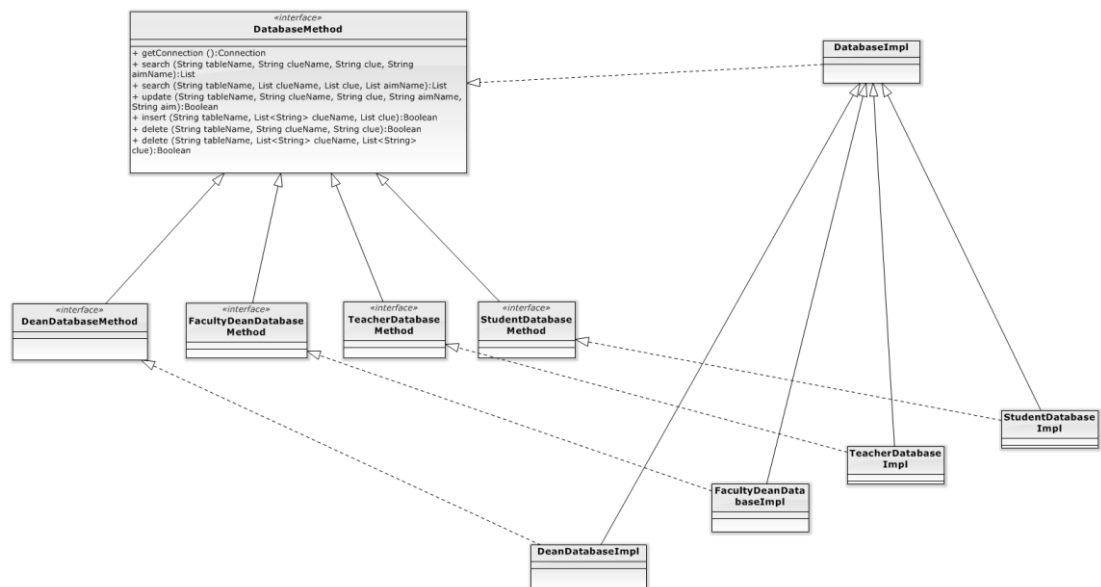 «interface»
DatabaseMethod
+ getConnection ():Connection
+ search (String tableName, String clueName, String clue, String
aimName):List
+ search (String tableName, List clueName, List clue, List aimName):List
+ update (String tableName, String clueName, String clue, String aimName,
String aim):Boolean
+ insert (String tableName, List<String> clueName, List clue):Boolean
+ delete (String tableName, String clueName, String clue):Boolean
+ delete (String tableName, List<String> clueName, List<String>
clue):Boolean
DatabaseImpl
«interface»
DeanDatabaseMethod
«interface»
FacultyDeanDatabase
Method
«interface»
TeacherDatabase
Method
«interface»
StudentDatabase
Method
StudentDatabase
Impl
TeacherDatabase
Impl
FacultyDeanData
baseImpl
DeanDatabaseImpl